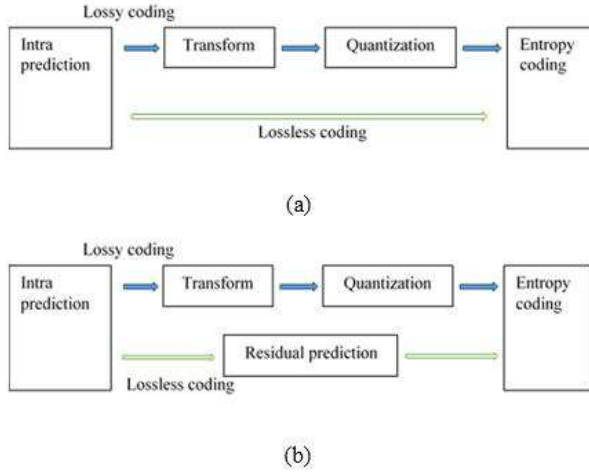 Lossy coding
Intra
prediction
Transform
Quantization
Entropy
coding
Lossless coding
(a)
Lossy coding
Intra
prediction
Transform
Quantization
Entropy
coding
Residual prediction
Lossless coding
(b)